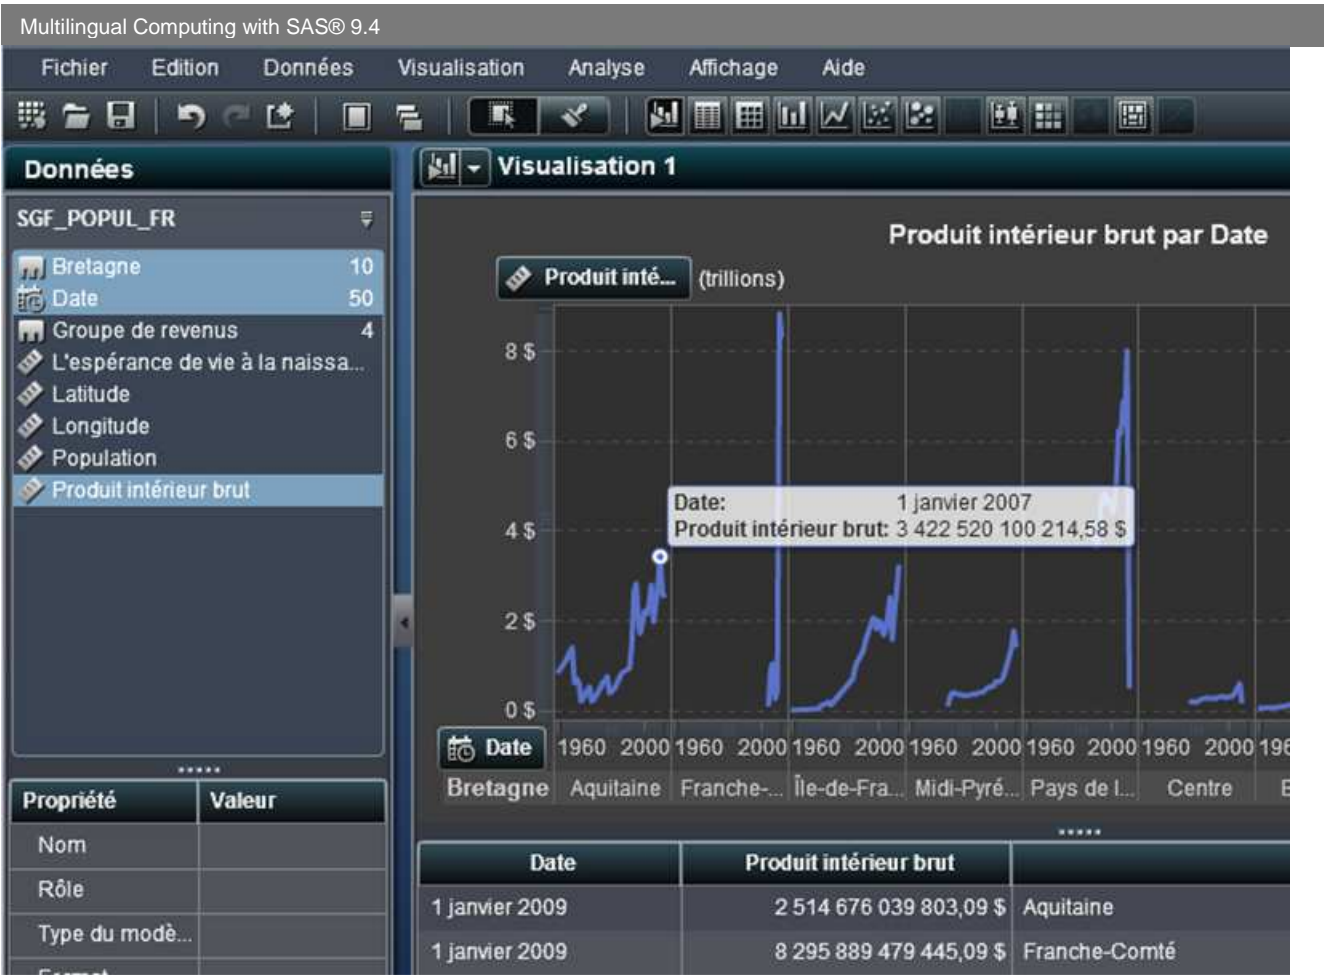 Multilingual Computing with SAS® 9.4
Fichier Edition Données Visualisation Analyse Affichage Aide
Données
Visualisation 1
SGF_POPUL_FR
Bretagne 10
Date 50
Groupe de revenus 4
L'espérance de vie à la naissa...
Latitude
Longitude
Population
Produit intérieur brut
Produit intérieur brut par Date
Produit inté... (trillions)
8 $
6 $
4 $
2 $
0 $
Date: 1 janvier 2007
Produit intérieur brut: 3 422 520 100 214,58 $
Date 1960 2000 1960 2000 1960 2000 1960 2000 1960 2000 1960 2000 196
Bretagne Aquitaine Franche-... Île-de-Fra... Midi-Pyré... Pays de l... Centre
Propriété Valeur
Nom
Rôle
Type du modè...
Format
Date Produit intérieur brut
1 janvier 2009 2 514 676 039 803,09 $ Aquitaine
1 janvier 2009 8 295 889 479 445,09 $ Franche-Comté